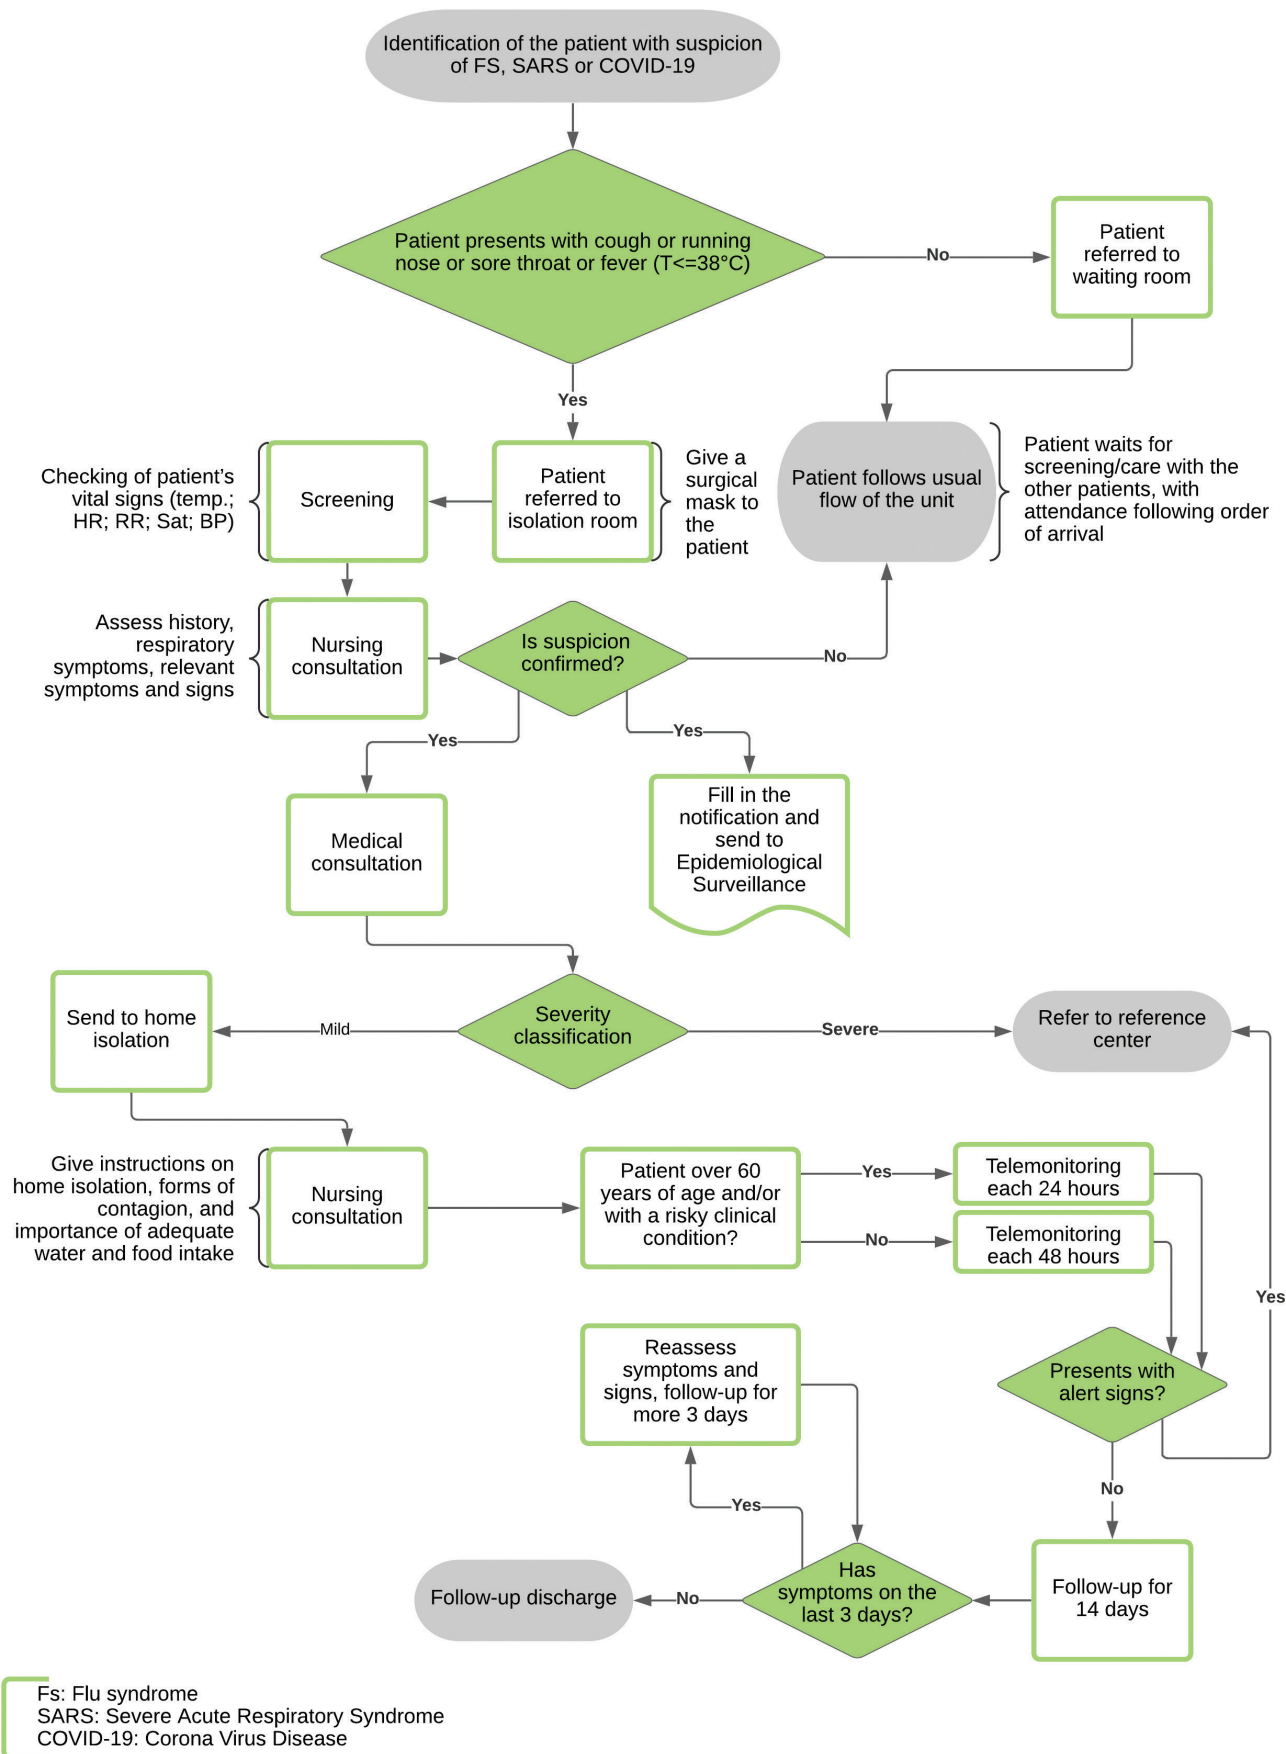 Identification of the patient with suspicion
of FS, SARS or COVID-19
Patient presents with cough or running
nose or sore throat or fever (T<=38°C)
No
Patient
referred to
waiting room
Yes
Checking of patient's
vital signs (temp.;
HR; RR; Sat; BP)
Screening
Patient
referred to
isolation room
Give a
surgical
mask to
the
patient
Patient follows usual
flow of the unit
Patient waits for
screening/care with the
other patients, with
attendance following order
of arrival
Assess history,
respiratory
symptoms, relevant
symptoms and signs
Nursing
consultation
Is suspicion
confirmed?
No
Yes
Yes
Medical
consultation
Fill in the
notification and
send to
Epidemiological
Surveillance
Send to home
isolation
Mild
Severity
classification
Severe
Refer to reference
center
Give instructions on
home isolation, forms of
contagion, and
importance of adequate
water and food intake
Nursing
consultation
Patient over 60
years of age and/or
with a risky clinical
condition?
Yes
Telemonitoring
each 24 hours
No
Telemonitoring
each 48 hours
Yes
Reassess
symptoms and
signs, follow-up for
more 3 days
Presents with
alert signs?
No
Yes
Follow-up discharge
No
Has
symptoms on the
last 3 days?
Follow-up for
14 days
Fs: Flu syndrome
SARS: Severe Acute Respiratory Syndrome
COVID-19: Corona Virus Disease